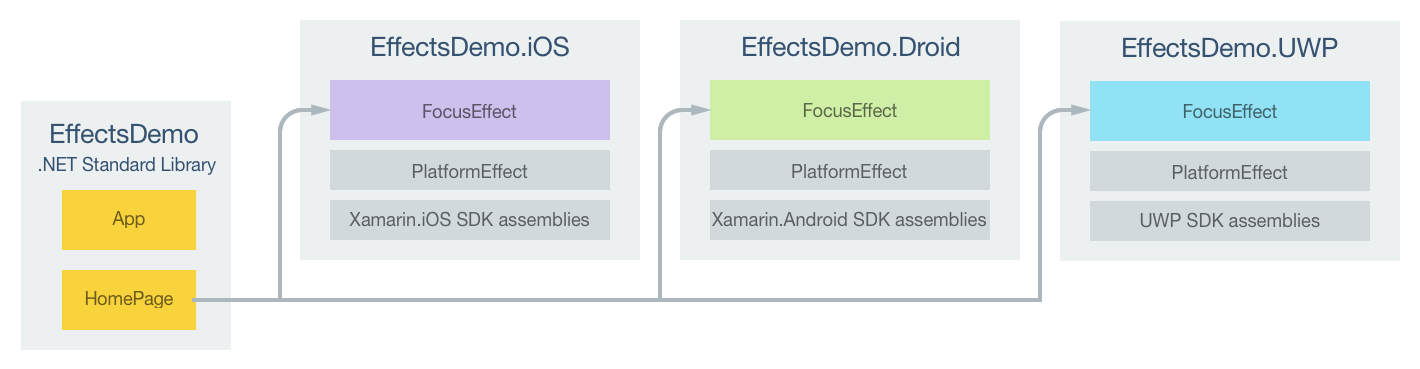 EffectsDemo
.NET Standard Library
App
HomePage
EffectsDemo.iOS
FocusEffect
PlatformEffect
Xamarin.iOS SDK assemblies
EffectsDemo.Droid
FocusEffect
PlatformEffect
Xamarin.Android SDK assemblies
EffectsDemo.UWP
FocusEffect
PlatformEffect
UWP SDK assemblies